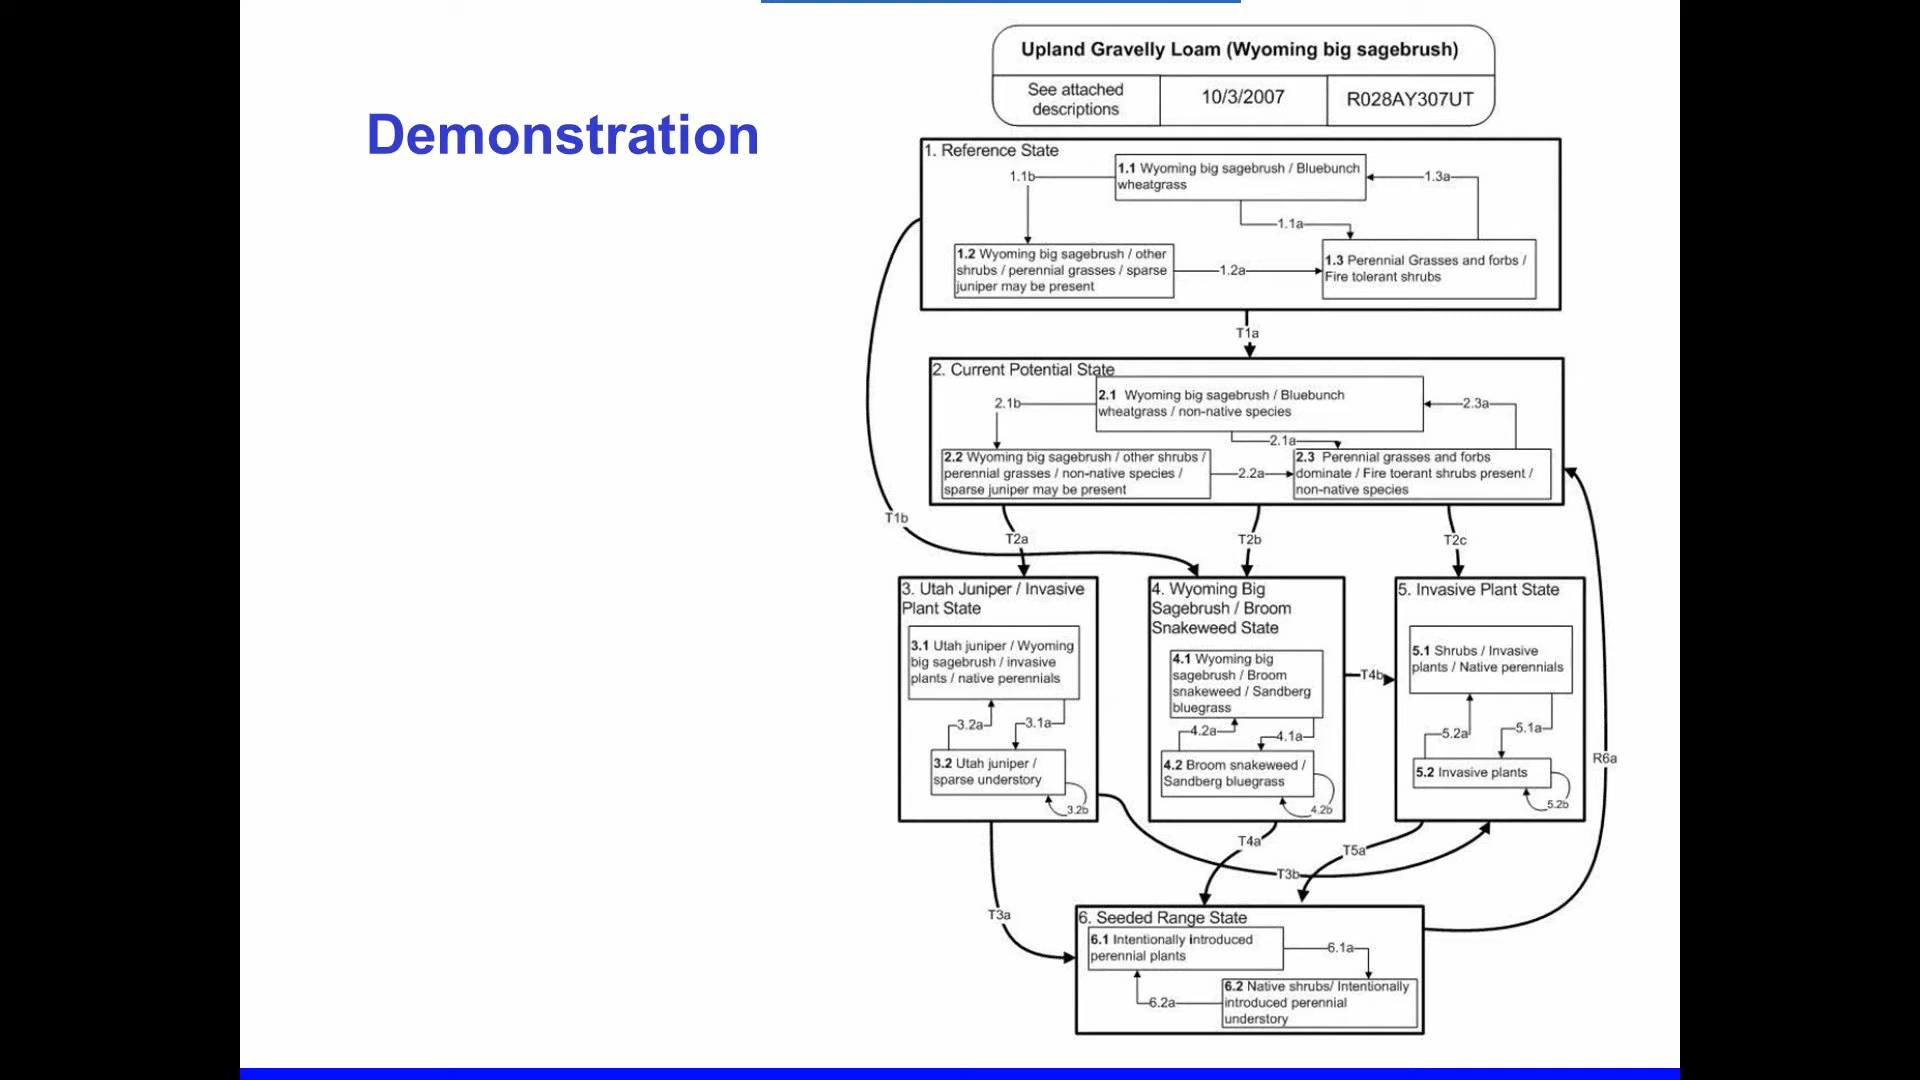 Demonstration
Upland Gravelly Loam (Wyoming big sagebrush)
See attached
descriptions
10/3/2007
R028AY307UT
1. Reference State
1.1 Wyoming big sagebrush / Bluebunch
wheatgrass
1.1b
1.3a
1.1a
1.2 Wyoming big sagebrush / other
shrubs / perennial grasses / sparse
juniper may be present
1.2a
1.3 Perennial Grasses and forbs /
Fire tolerant shrubs
T1a
2. Current Potential State
2.1 Wyoming big sagebrush / Bluebunch
wheatgrass / non-native species
2.1b
2.3a
2.1a
2.2 Wyoming big sagebrush / other shrubs /
perennial grasses / non-native species /
sparse juniper may be present
2.2a
2.3 Perennial grasses and forbs
dominate / Fire toerant shrubs present /
non-native species
T1b
T2a
T2b
T2c
3. Utah Juniper / Invasive
Plant State
3.1 Utah juniper / Wyoming
big sagebrush / invasive
plants / native perennials
3.2a
3.1a
3.2 Utah juniper /
sparse understory
3.2b
4. Wyoming Big
Sagebrush / Broom
Snakeweed State
4.1 Wyoming big
sagebrush / Broom
snakeweed / Sandberg
bluegrass
4.2a
4.1a
4.2 Broom snakeweed /
Sandberg bluegrass
4.2b
T4b
5. Invasive Plant State
5.1 Shrubs / Invasive
plants / Native perennials
5.2a
5.1a
5.2 Invasive plants
5.2b
R6a
T4a
T5a
T3b
T3a
6. Seeded Range State
6.1 Intentionally introduced
perennial plants
6.1a
6.2 Native shrubs/ Intentionally
introduced perennial
understory
6.2a